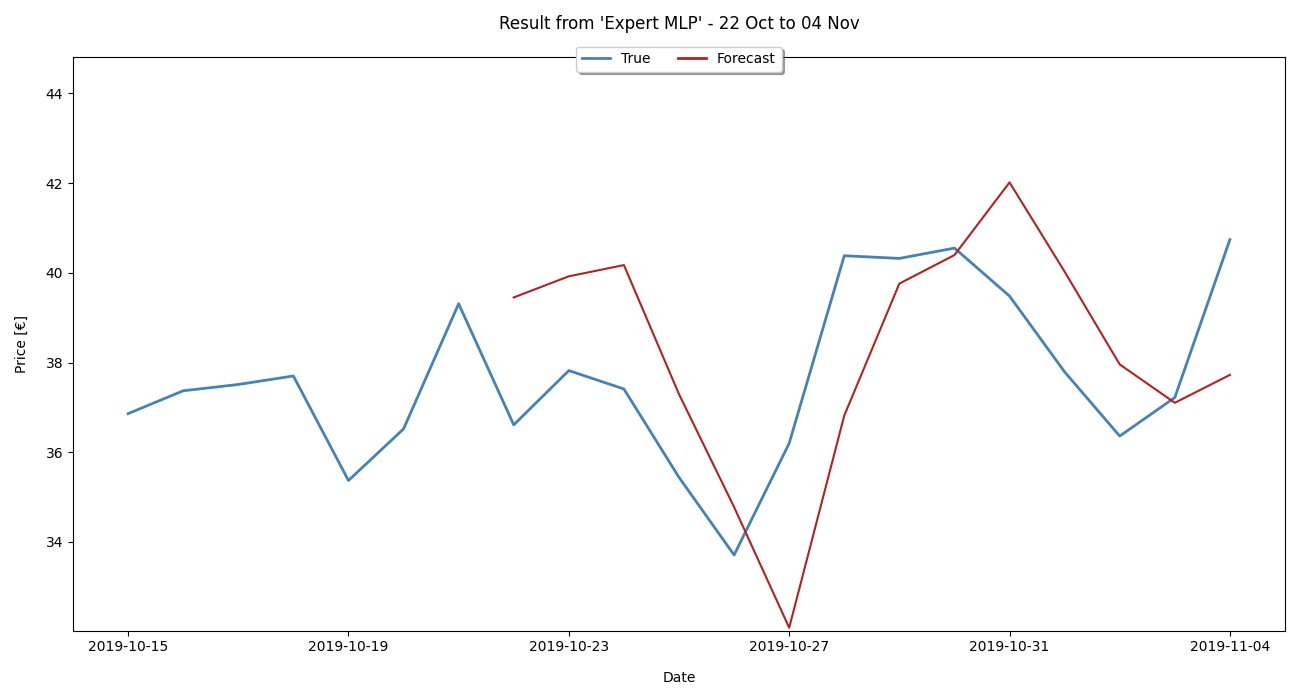 Result from 'Expert MLP' - 22 Oct to 04 Nov
True Forecast
44
42
40
38
36
34
Price [€]
2019-10-15 2019-10-19 2019-10-23 2019-10-27 2019-10-31 2019-11-04
Date